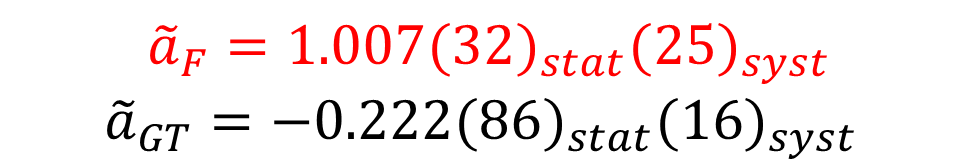 ã_F = 1.007(32)_stat(25)_syst
ã_GT = −0.222(86)_stat(16)_syst